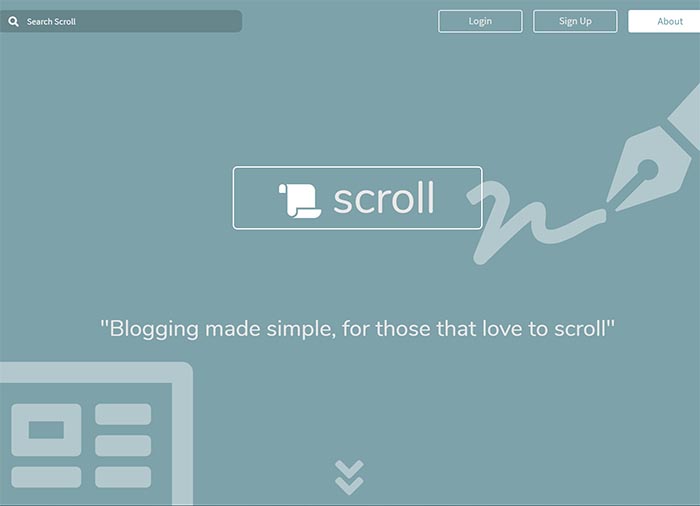 Search Scroll
Login
Sign Up
About
scroll
"Blogging made simple, for those that love to scroll"